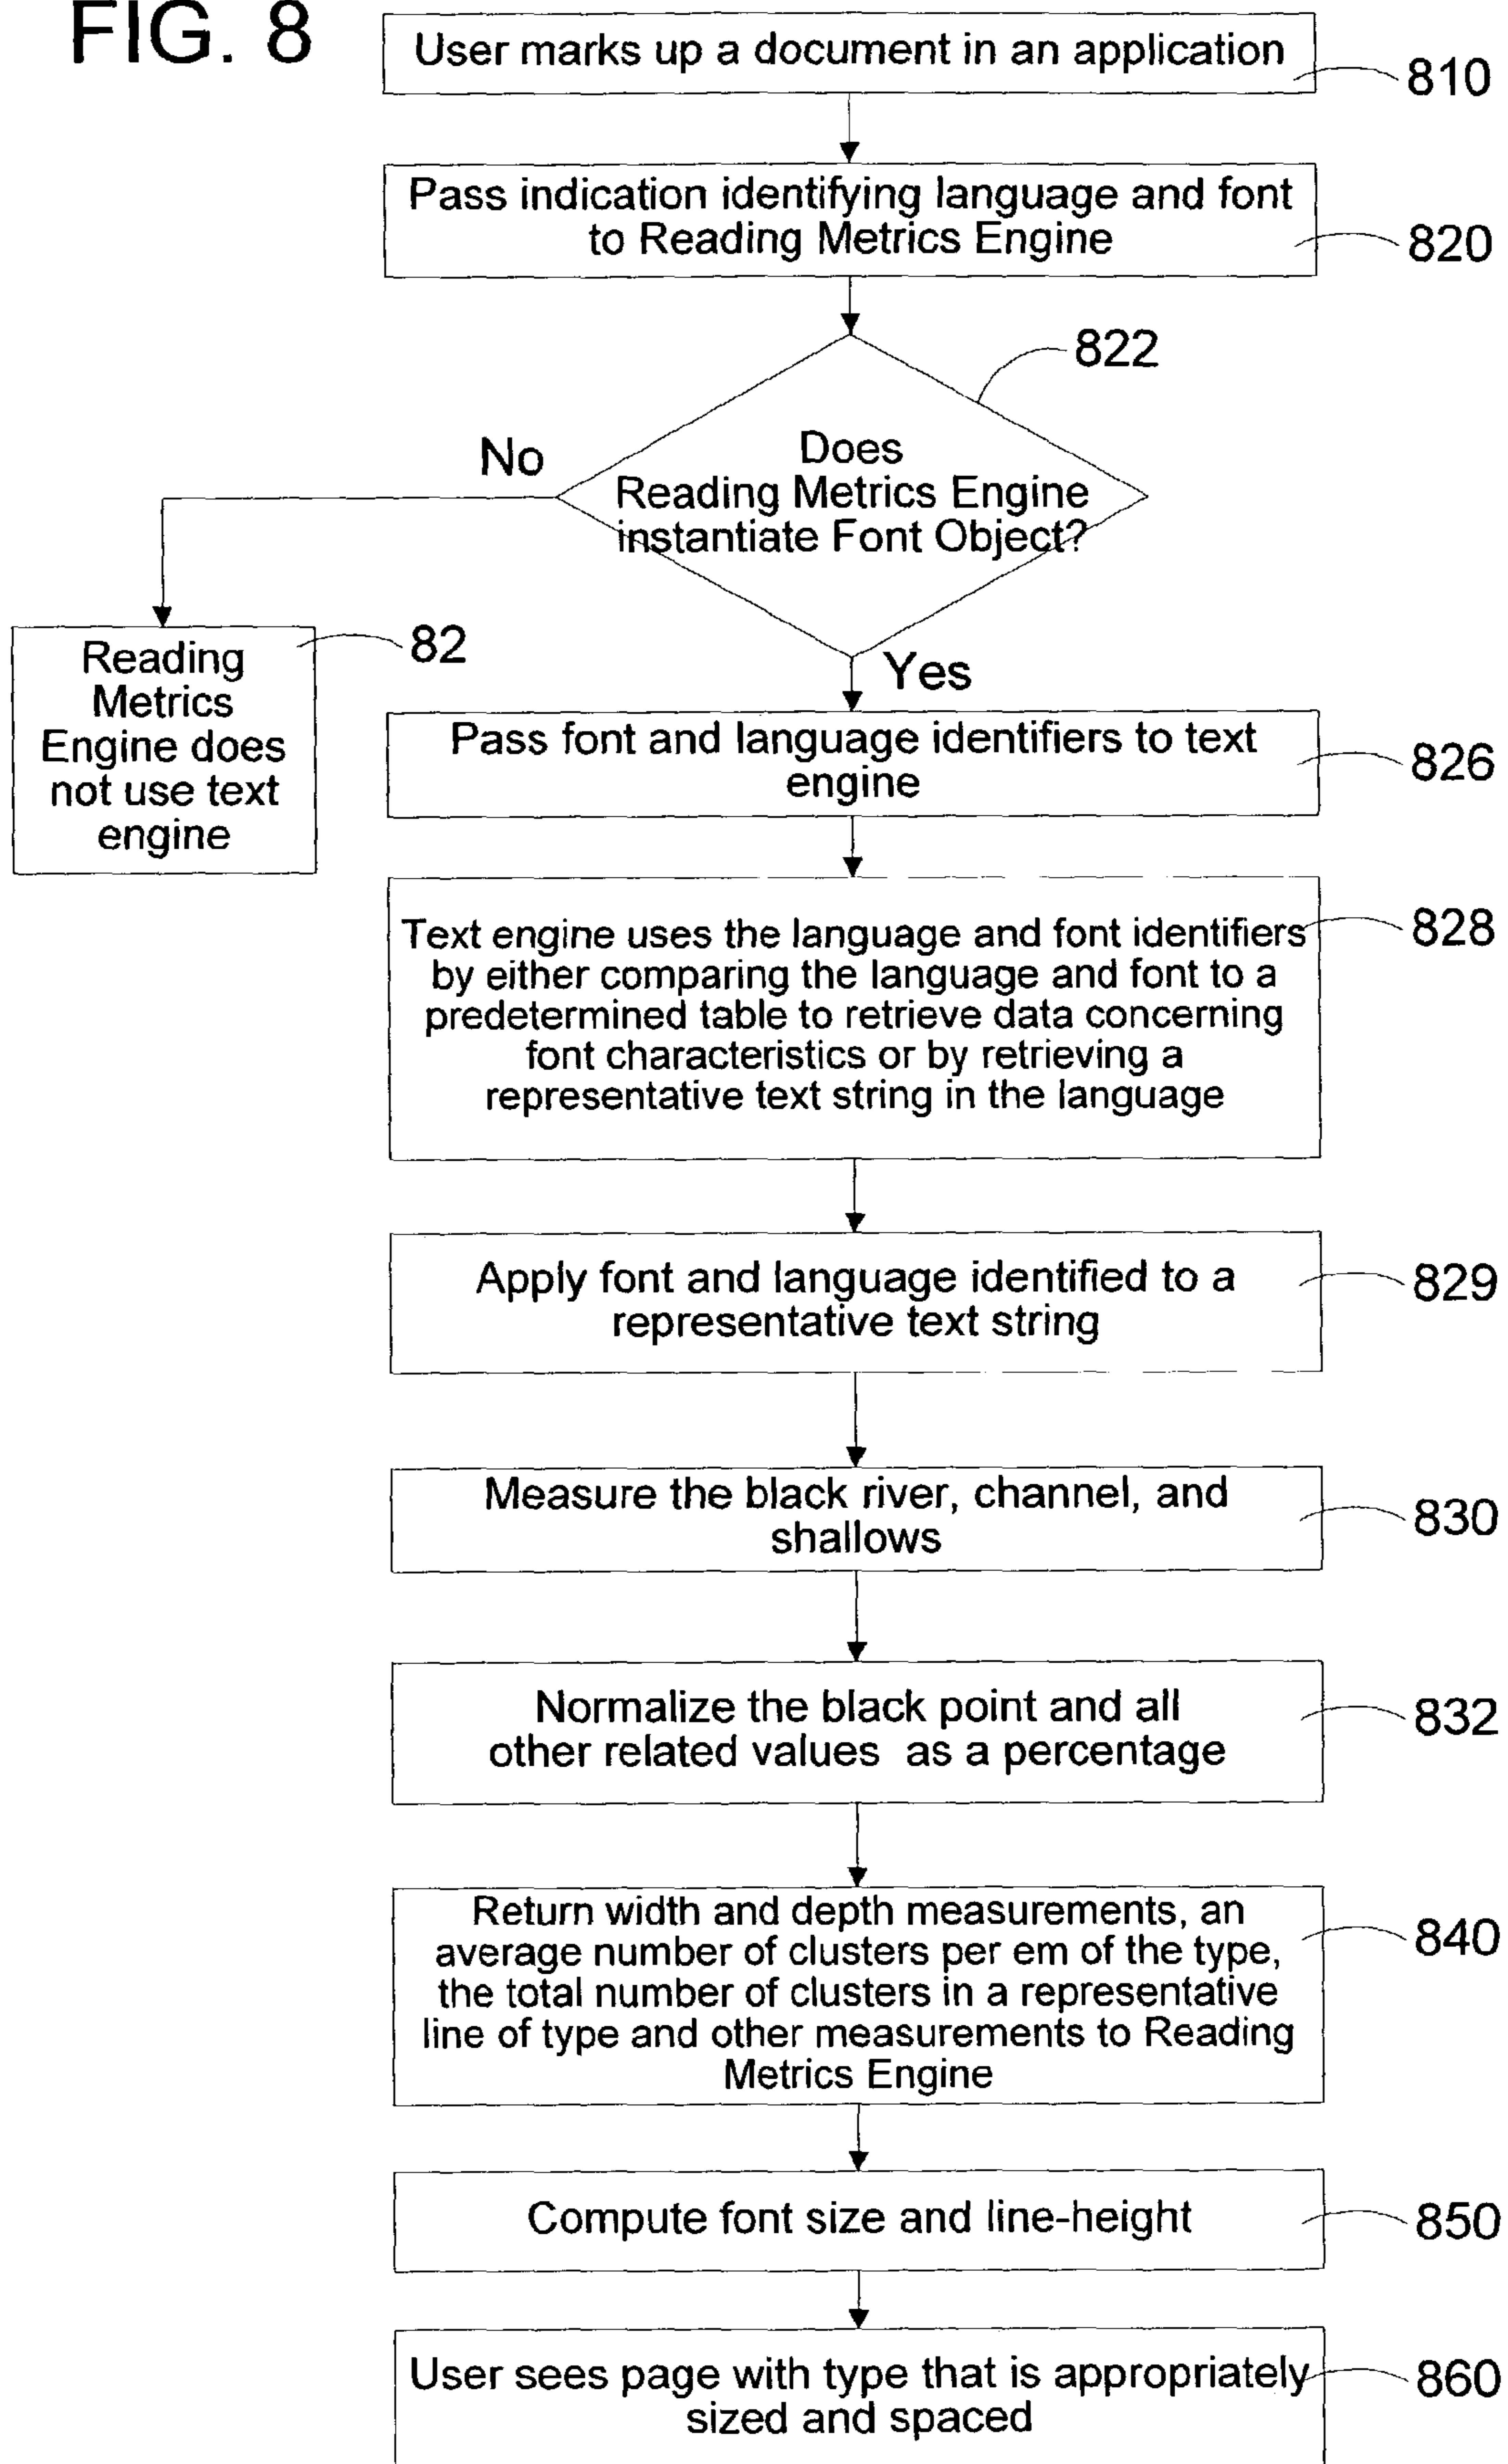 FIG. 8
User marks up a document in an application
810
Pass indication identifying language and font
to Reading Metrics Engine
820
822
Does
Reading Metrics Engine
instantiate Font Object?
No
Yes
Reading
Metrics
Engine does
not use text
engine
82
Pass font and language identifiers to text
engine
826
Text engine uses the language and font identifiers
by either comparing the language and font to a
predetermined table to retrieve data concerning
font characteristics or by retrieving a
representative text string in the language
828
Apply font and language identified to a
representative text string
829
Measure the black river, channel, and
shallows
830
Normalize the black point and all
other related values as a percentage
832
Return width and depth measurements, an
average number of clusters per em of the type,
the total number of clusters in a representative
line of type and other measurements to Reading
Metrics Engine
840
Compute font size and line-height
850
User sees page with type that is appropriately
sized and spaced
860